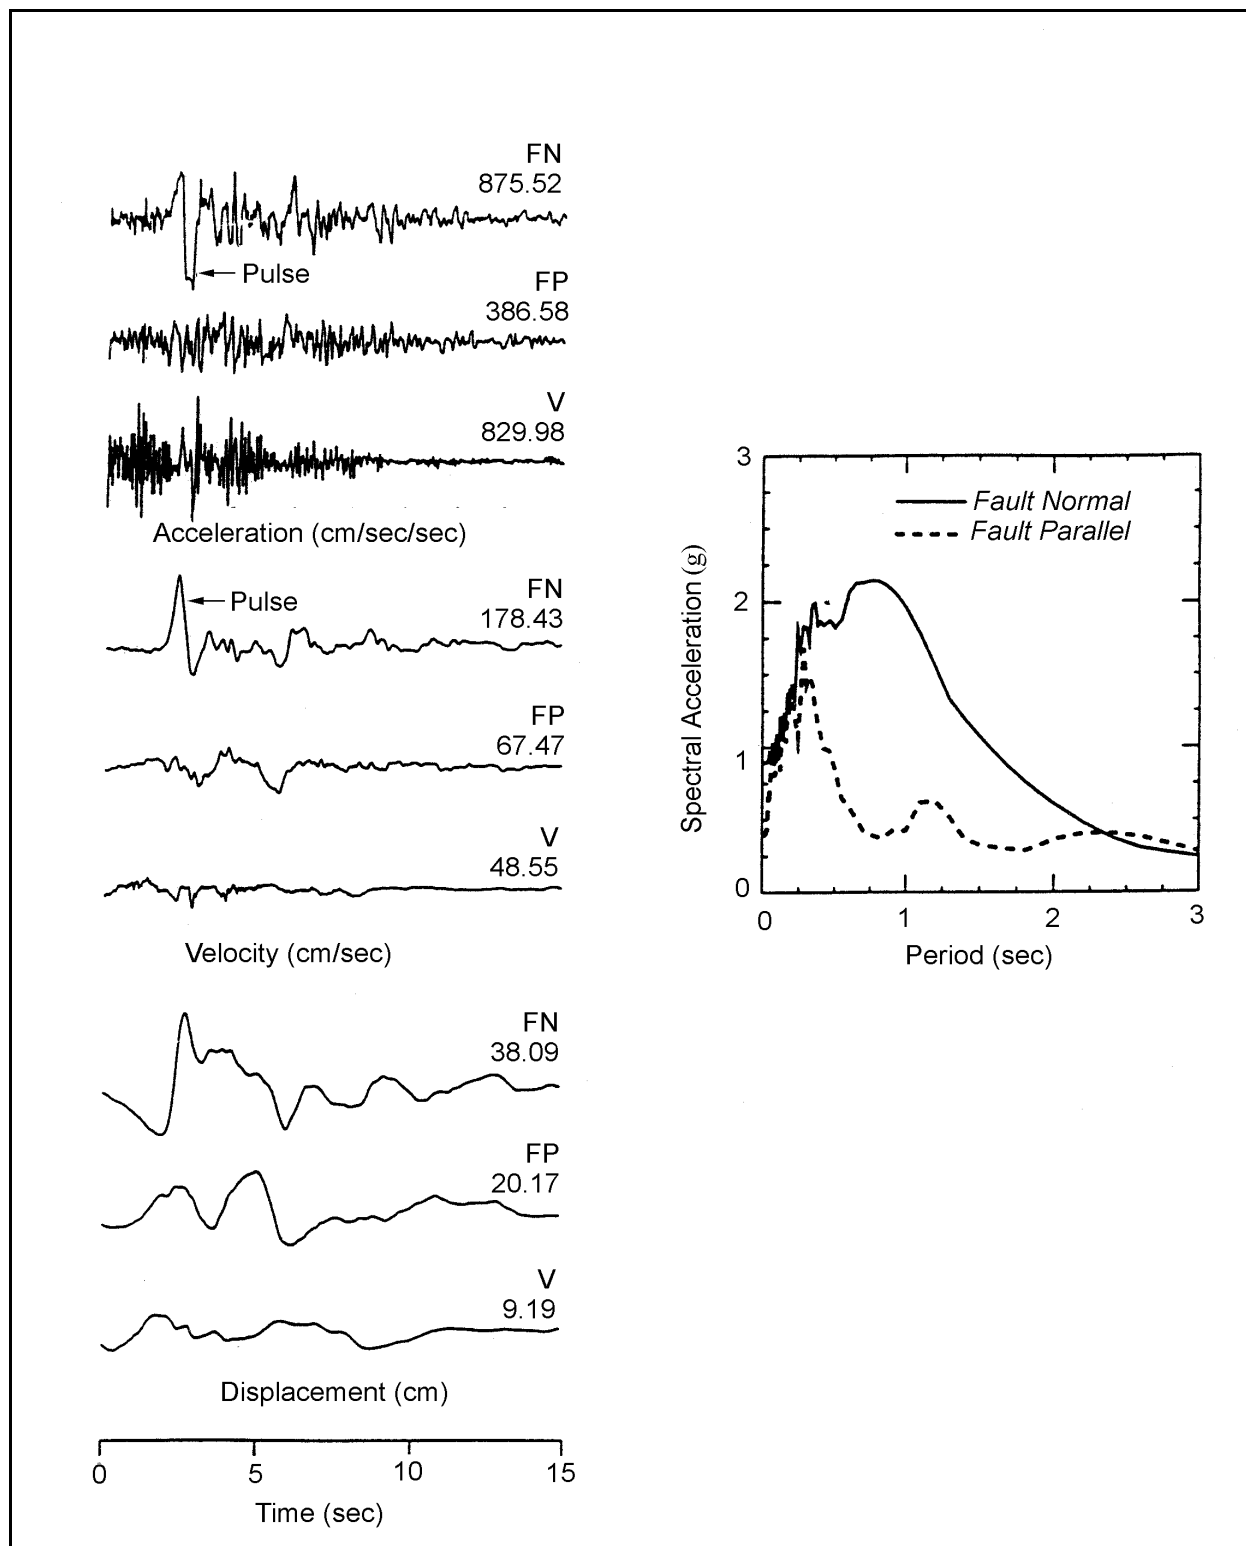 FN
875.52
Pulse
FP
386.58
V
829.98
Acceleration (cm/sec/sec)
FN
Pulse
178.43
FP
67.47
V
48.55
Velocity (cm/sec)
FN
38.09
FP
20.17
V
9.19
Displacement (cm)
0 5 10 15
Time (sec)
3
2
1
0
Spectral Acceleration (g)
Fault Normal
Fault Parallel
0 1 2 3
Period (sec)